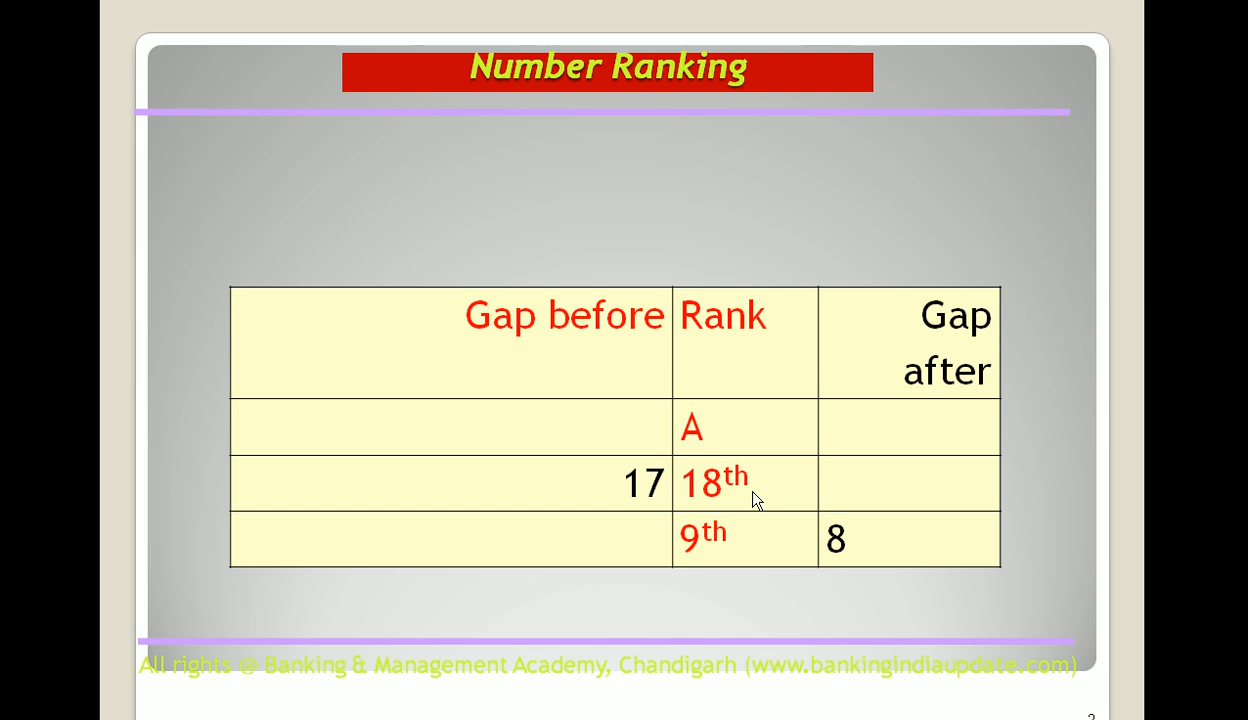 Number Ranking
Gap before Rank Gap
after
A
17 18th
9th 8
All rights @ Banking & Management Academy, Chandigarh (www.bankingindiaupdate.com)